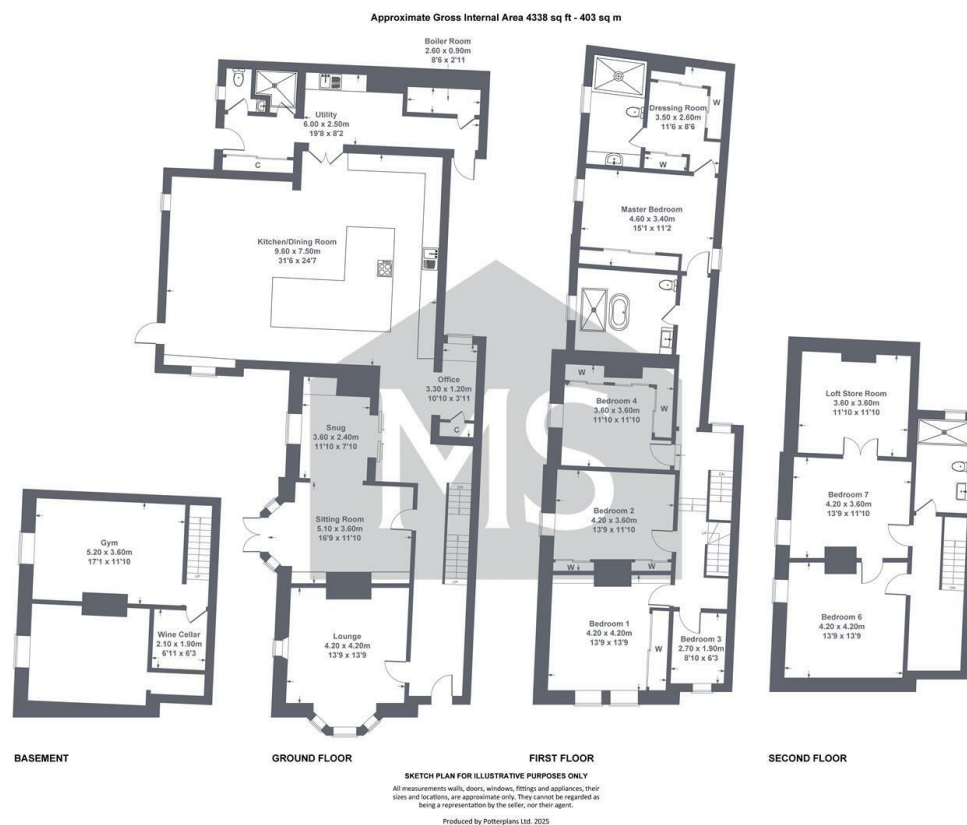 Approximate Gross Internal Area 4338 sq ft - 403 sq m
Boiler Room
2.60 x 0.90m
8'6 x 2'11
Utility
6.00 x 2.50m
19'8 x 8'2
C
Kitchen/Dining Room
9.60 x 7.50m
31'6 x 24'7
Office
3.30 x 1.20m
10'10 x 3'11
C
Snug
3.60 x 2.40m
11'10 x 7'10
Sitting Room
5.10 x 3.60m
16'9 x 11'10
DN
UP
Lounge
4.20 x 4.20m
13'9 x 13'9
Gym
5.20 x 3.60m
17'1 x 11'10
UP
Wine Cellar
2.10 x 1.90m
6'11 x 6'3
Dressing Room
3.50 x 2.60m
11'6 x 8'6
W
W
Master Bedroom
4.60 x 3.40m
15'1 x 11'2
W
Bedroom 4
3.60 x 3.60m
11'10 x 11'10
W
DN
Bedroom 2
4.20 x 3.60m
13'9 x 11'10
UP
W
W
Bedroom 1
4.20 x 4.20m
13'9 x 13'9
W
Bedroom 3
2.70 x 1.90m
8'10 x 6'3
Loft Store Room
3.60 x 3.60m
11'10 x 11'10
Bedroom 7
4.20 x 3.60m
13'9 x 11'10
DN
Bedroom 6
4.20 x 4.20m
13'9 x 13'9
MS
BASEMENT
GROUND FLOOR
FIRST FLOOR
SECOND FLOOR
SKETCH PLAN FOR ILLUSTRATIVE PURPOSES ONLY
All measurements walls, doors, windows, fittings and appliances, their
sizes and locations, are approximate only. They cannot be regarded as
being a representation by the seller, nor their agent.
Produced by Potterplans Ltd. 2025